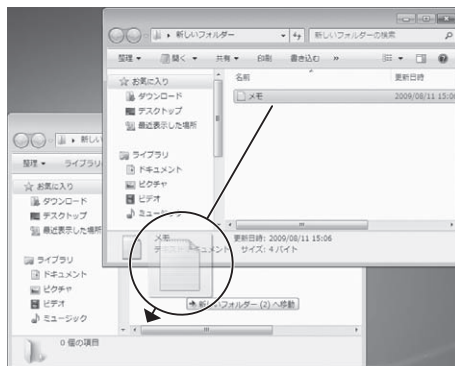 新しいフォルダー
新しいフォルダーの検索
整理
開く
共有
印刷
書き込む
»
お気に入り
ダウンロード
デスクトップ
最近表示した場所
ライブラリ
ドキュメント
ピクチャ
ビデオ
ミュージック
名前
更新日時
メモ
2009/08/11 15:0
メモ
更新日時: 2009/08/11 15:06
サイズ: 4 バイト
新しい
整理
ライブラリ
お気に入り
ダウンロード
デスクトップ
最近表示した場所
ライブラリ
ドキュメント
ピクチャ
ビデオ
ミュージック
新しいフォルダー (2) へ移動
0 個の項目